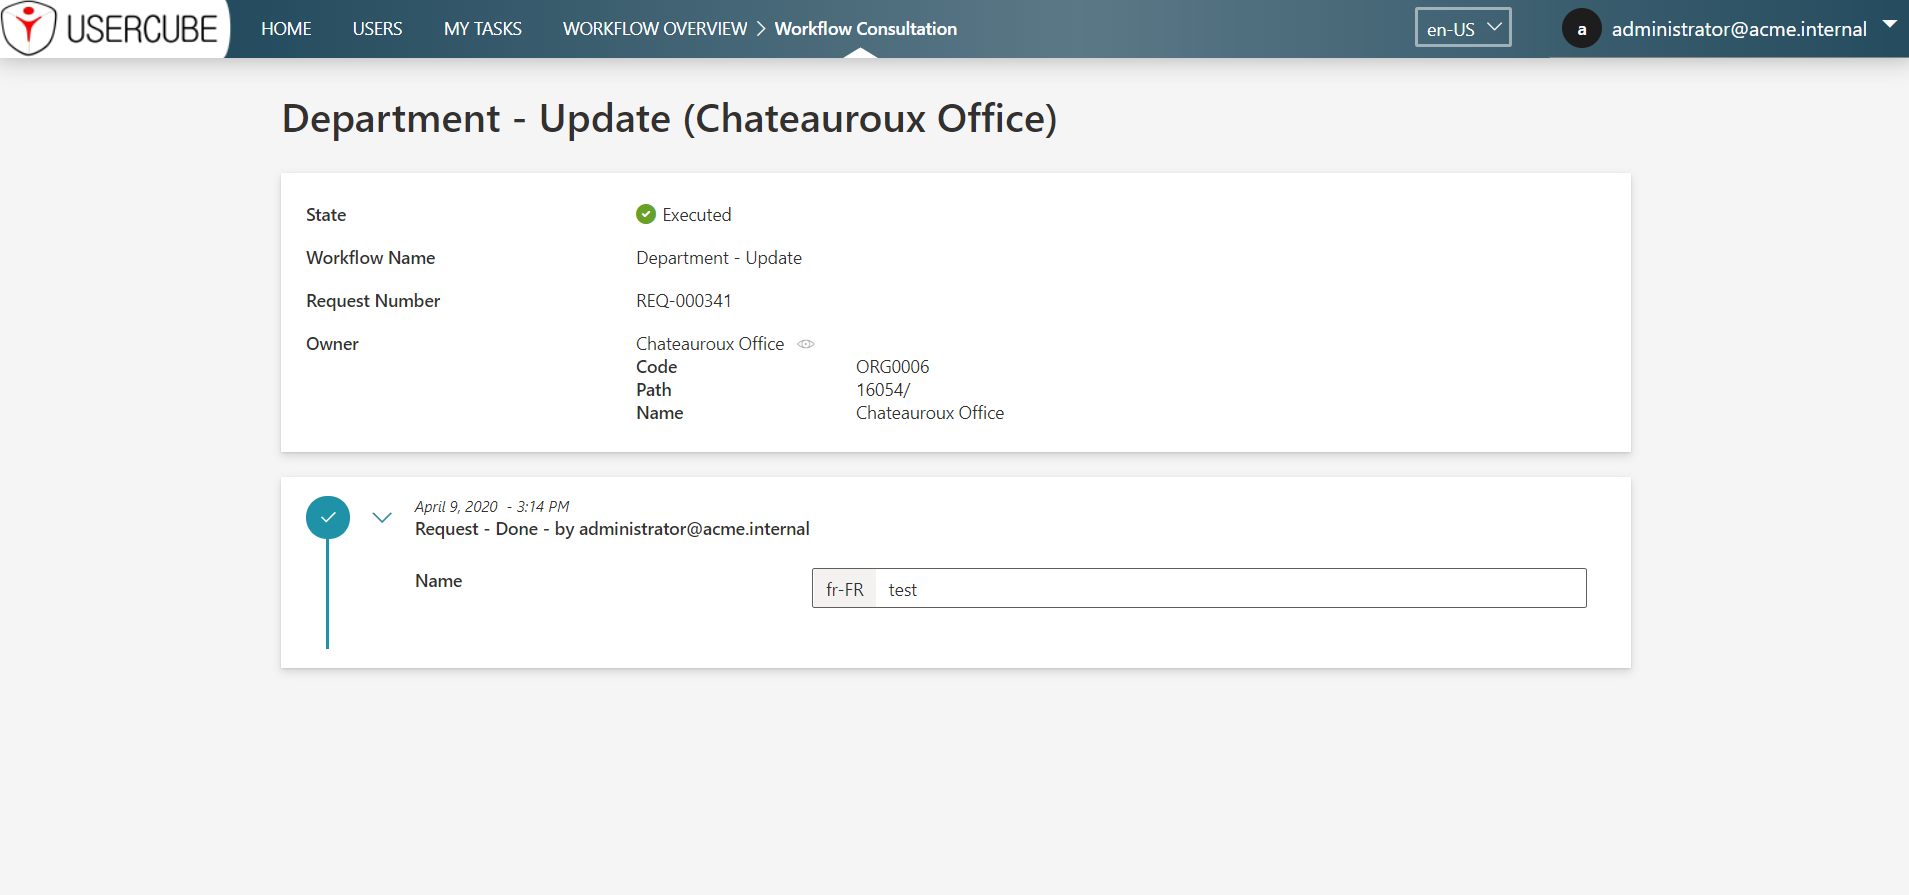 USERCUBE HOME USERS MY TASKS WORKFLOW OVERVIEW > Workflow Consultation en-US a administrator@acme.internal
Department - Update (Chateauroux Office)
State Executed
Workflow Name Department - Update
Request Number REQ-000341
Owner Chateauroux Office
Code ORG0006
Path 16054/
Name Chateauroux Office
April 9, 2020 - 3:14 PM
Request - Done - by administrator@acme.internal
Name fr-FR test